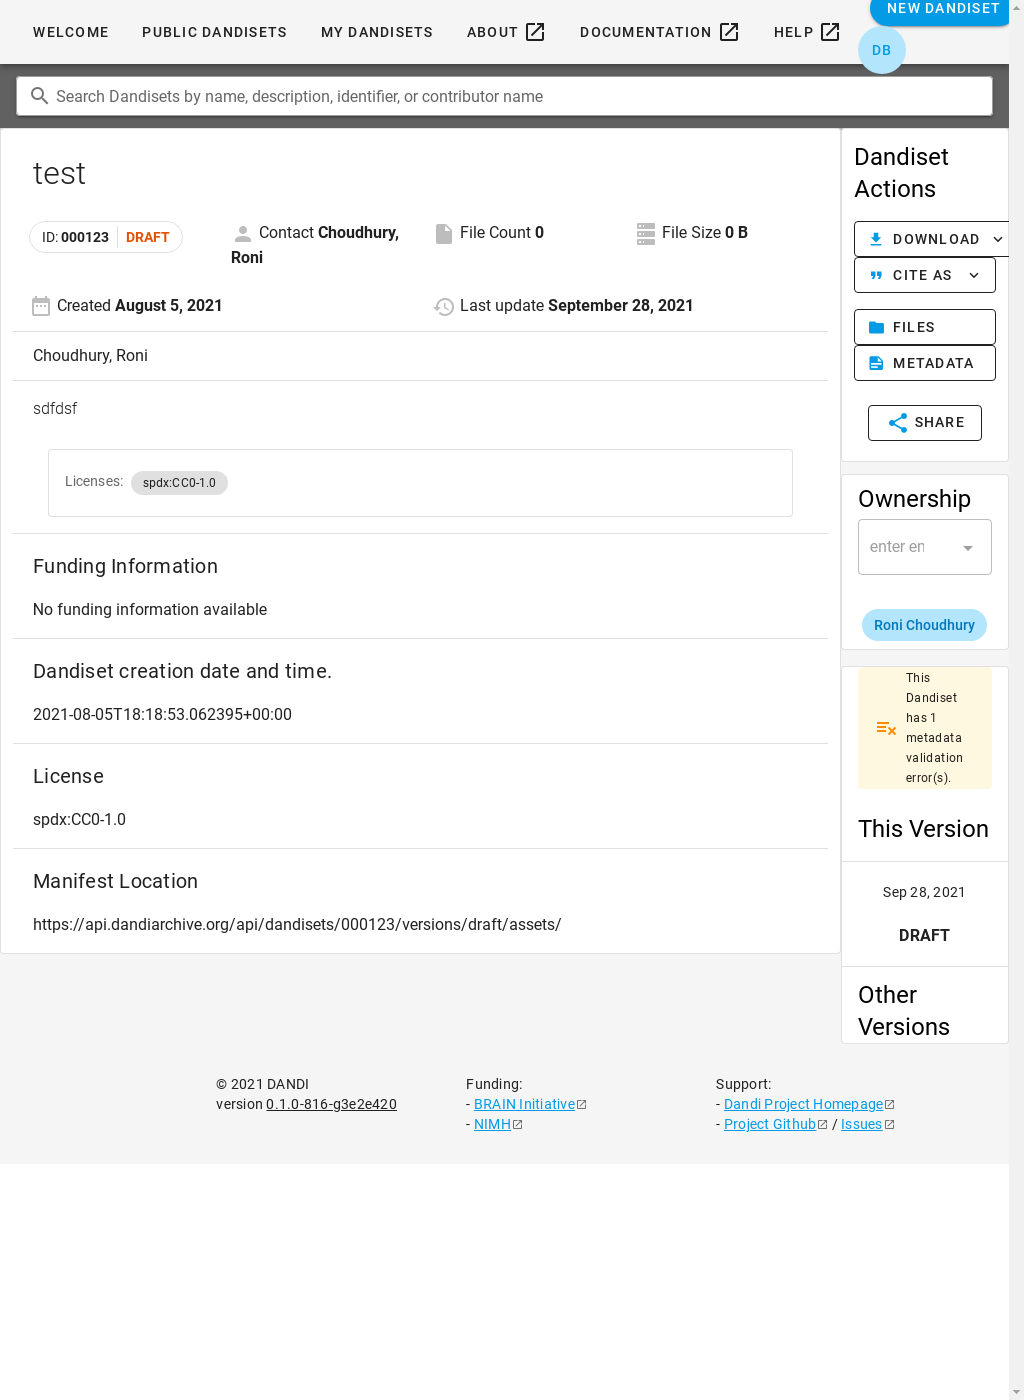 WELCOME PUBLIC DANDISETS MY DANDISETS ABOUT DOCUMENTATION HELP NEW DANDISET
DB
Search Dandisets by name, description, identifier, or contributor name
test
ID: 000123 DRAFT
Contact Choudhury,
Roni
File Count 0
File Size 0 B
Created August 5, 2021
Last update September 28, 2021
Choudhury, Roni
sdfdsf
Licenses: spdx:CC0-1.0
Funding Information
No funding information available
Dandiset creation date and time.
2021-08-05T18:18:53.062395+00:00
License
spdx:CC0-1.0
Manifest Location
https://api.dandiarchive.org/api/dandisets/000123/versions/draft/assets/
Dandiset
Actions
DOWNLOAD
CITE AS
FILES
METADATA
SHARE
Ownership
enter en
Roni Choudhury
This
Dandiset
has 1
metadata
validation
error(s).
This Version
Sep 28, 2021
DRAFT
Other
Versions
© 2021 DANDI
version 0.1.0-816-g3e2e420
Funding:
- BRAIN Initiative
- NIMH
Support:
- Dandi Project Homepage
- Project Github / Issues